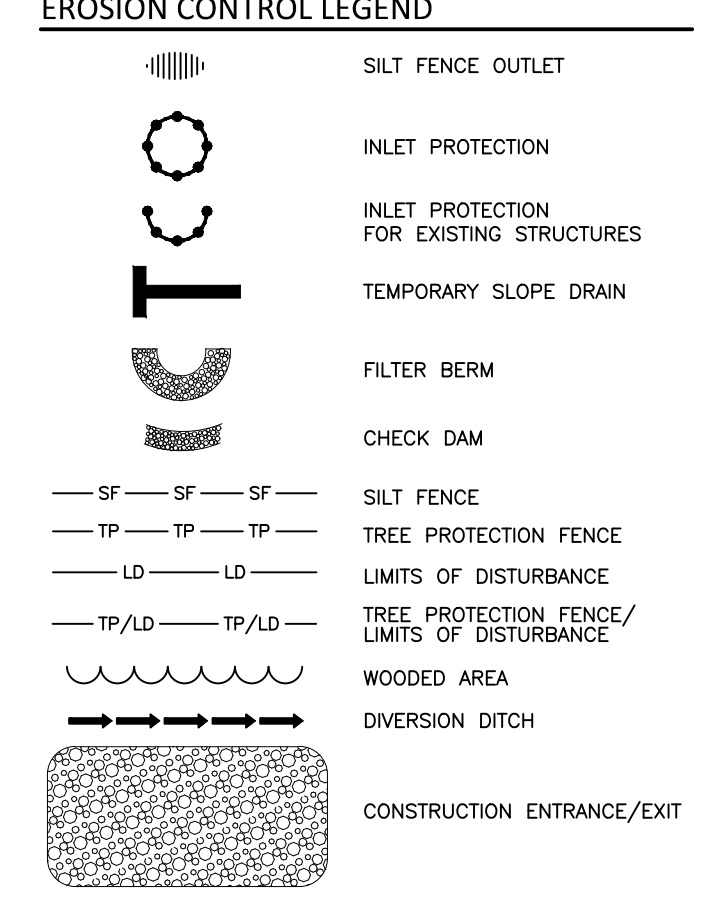 EROSION CONTROL LEGEND
SILT FENCE OUTLET
INLET PROTECTION
INLET PROTECTION
FOR EXISTING STRUCTURES
TEMPORARY SLOPE DRAIN
FILTER BERM
CHECK DAM
SF SF SF SILT FENCE
TP TP TP TREE PROTECTION FENCE
LD LD LIMITS OF DISTURBANCE
TP/LD TP/LD TREE PROTECTION FENCE/
LIMITS OF DISTURBANCE
WOODED AREA
DIVERSION DITCH
CONSTRUCTION ENTRANCE/EXIT